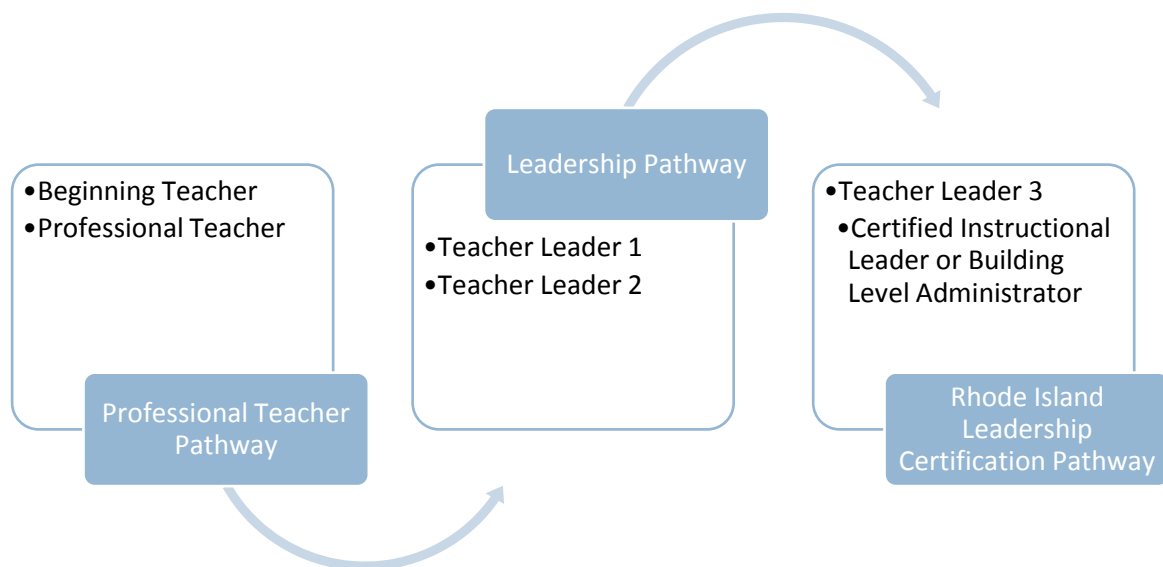 •Beginning Teacher
•Professional Teacher
Professional Teacher
Pathway
Leadership Pathway
•Teacher Leader 1
•Teacher Leader 2
•Teacher Leader 3
•Certified Instructional
Leader or Building
Level Administrator
Rhode Island
Leadership
Certification Pathway